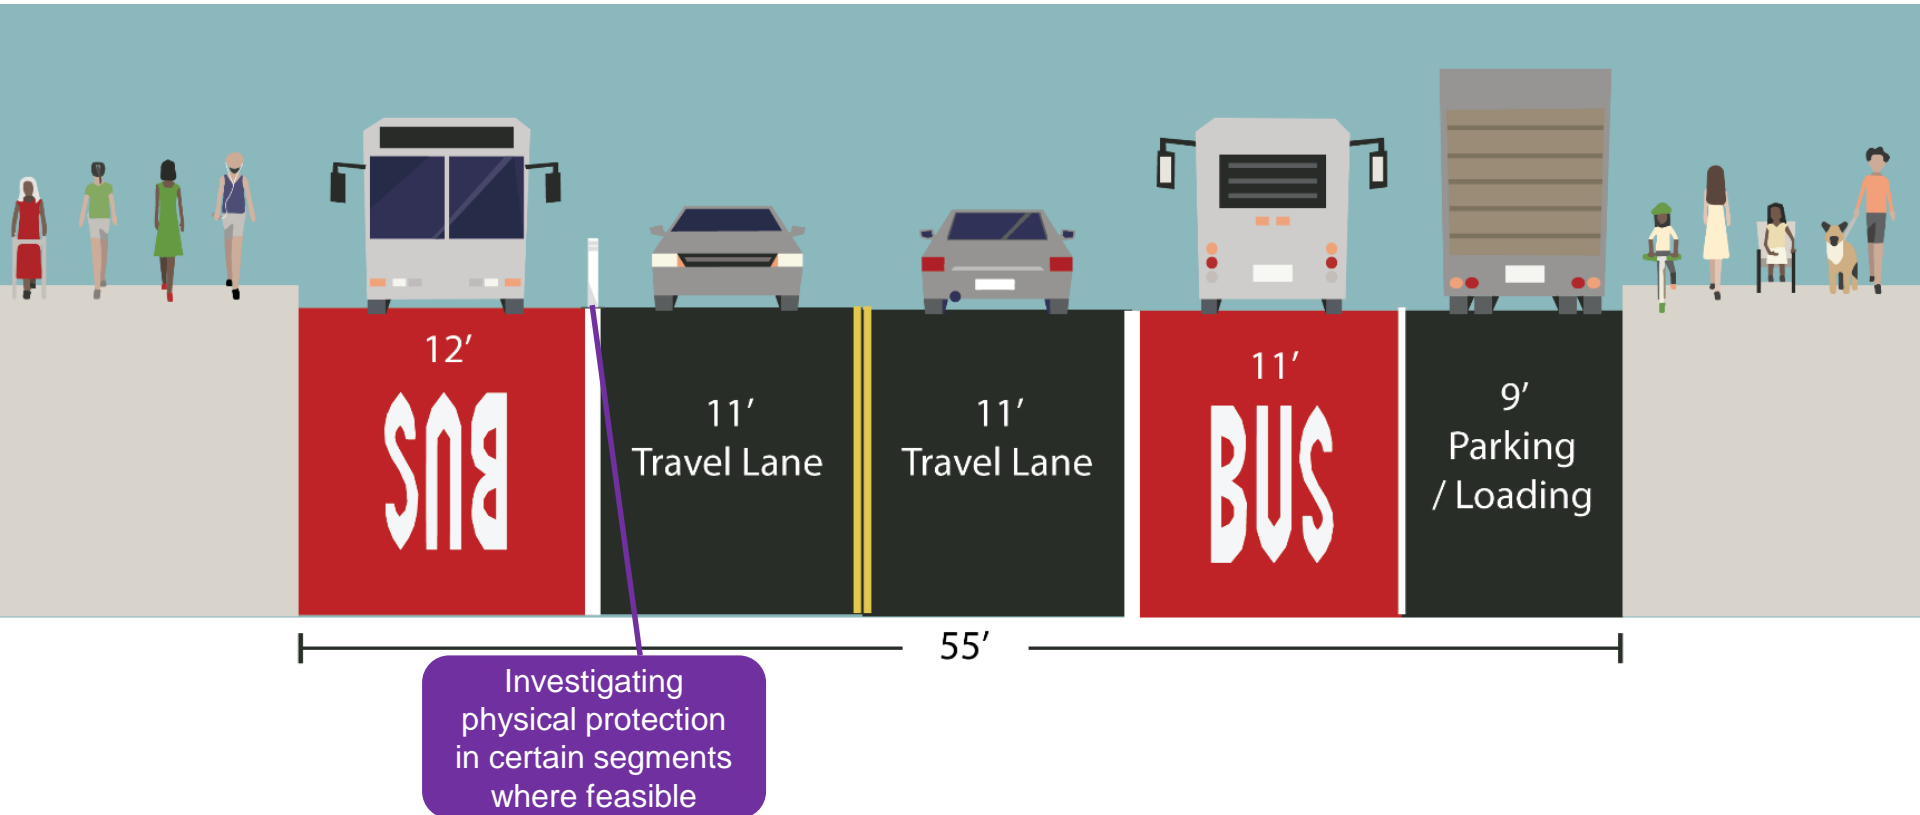 12′
BUS
11′
Travel Lane
11′
Travel Lane
11′
BUS
9′
Parking
/ Loading
55′
Investigating
physical protection
in certain segments
where feasible